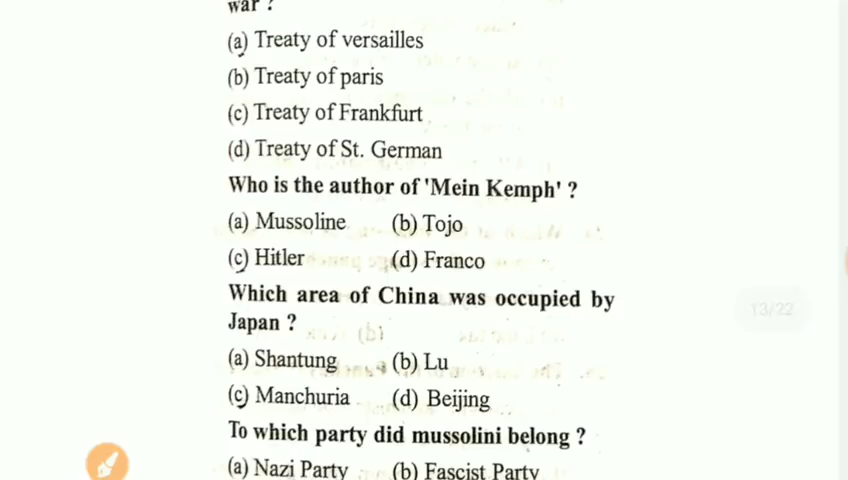 war ?
(a) Treaty of versailles
(b) Treaty of paris
(c) Treaty of Frankfurt
(d) Treaty of St. German
Who is the author of 'Mein Kemph' ?
(a) Mussoline (b) Tojo
(c) Hitler (d) Franco
Which area of China was occupied by
Japan ?
(a) Shantung (b) Lu
(c) Manchuria (d) Beijing
13/22
To which party did mussolini belong ?
(a) Nazi Party (b) Fascist Party